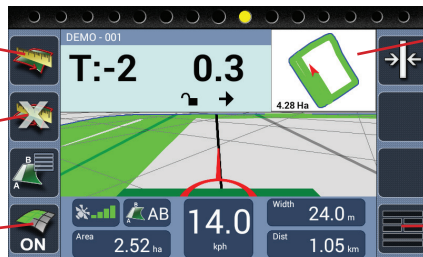 DEMO - 001
T:-2 0.3
4.28 Ha
B
A
ON
AB
A
14.0
kph
Width
24.0 m
Area
2.52 ha
Dist
1.05 km